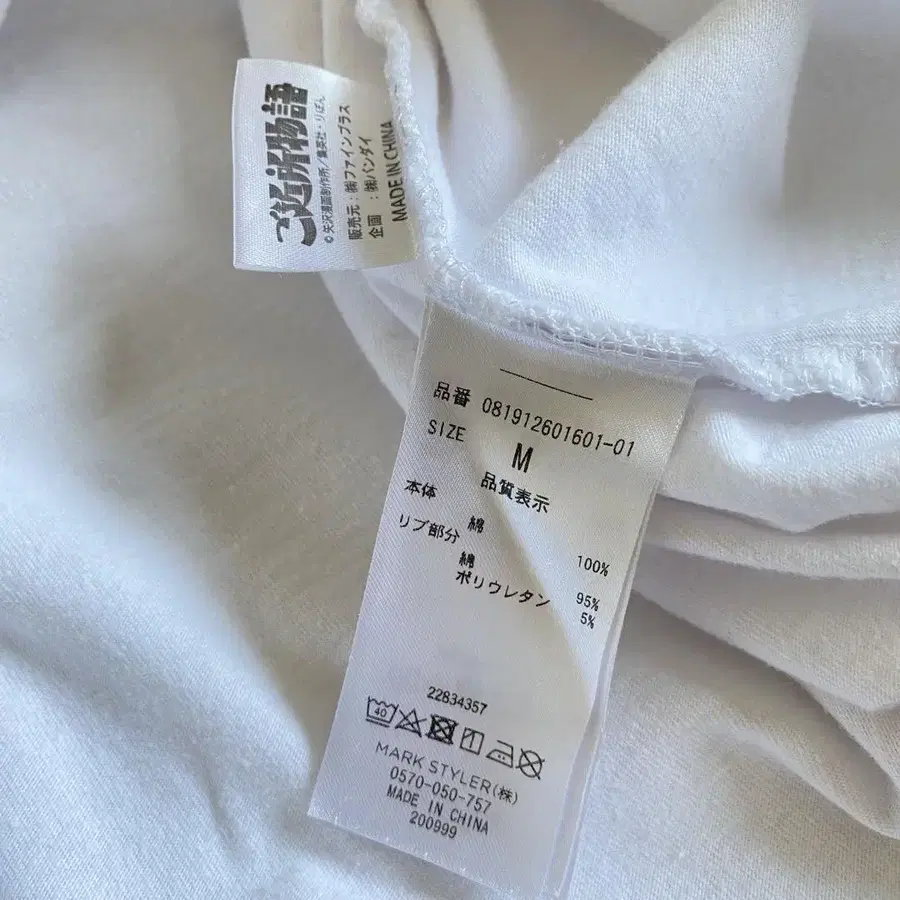 ご近所物語
©矢沢漫画制作所/集英社・りぼん
販売元：㈱ファインプラス
企画　：㈱バンダイ
MADE IN CHINA
品番 081912601601-01
SIZE M
品質表示
本体
綿 100%
リブ部分
綿 95%
ポリウレタン 5%
22834357
40
MARK STYLER(株)
0570-050-757
MADE IN CHINA
200999